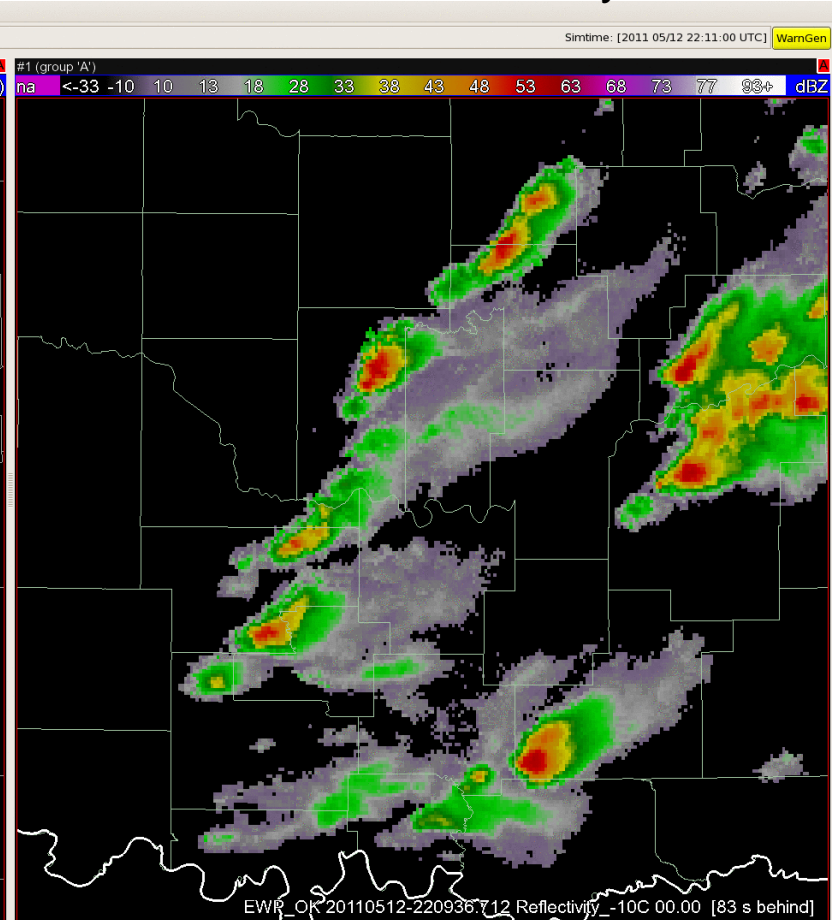 Simtime: [2011 05/12 22:11:00 UTC] WarnGen
#1 (group 'A') A
na <-33 -10 10 13 18 28 33 38 43 48 53 63 68 73 77 93+ dBZ
EWR_OK 20110512-220936.712 Reflectivity_-10C 00.00 [83 s behind]